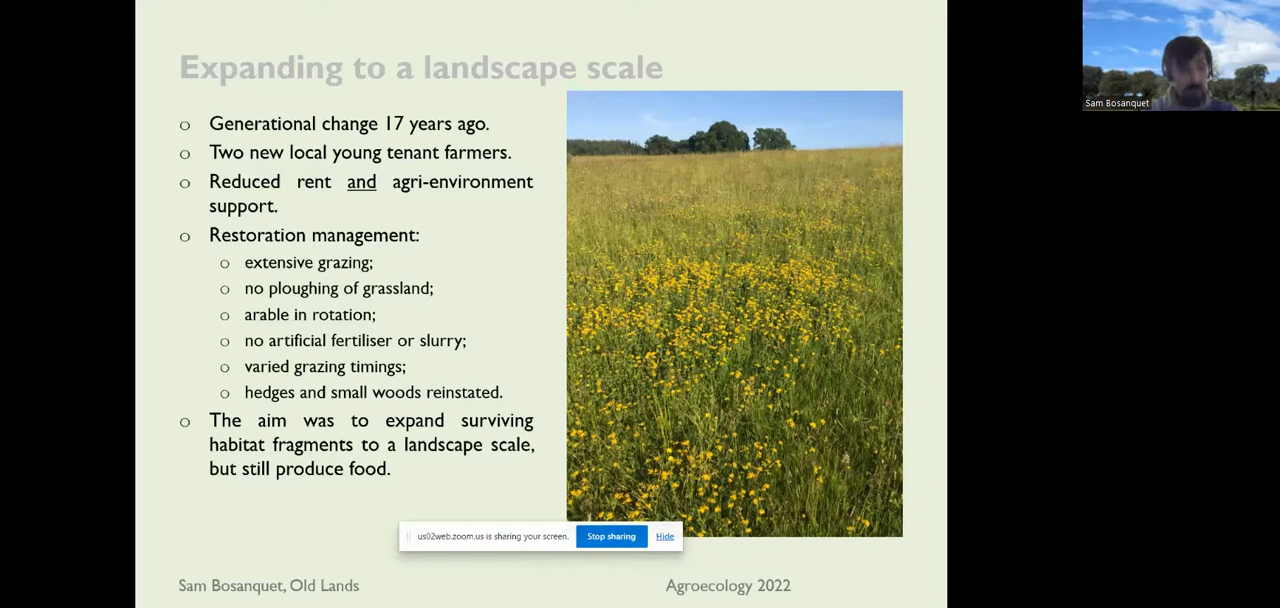 Expanding to a landscape scale
Generational change 17 years ago.
Two new local young tenant farmers.
Reduced rent and agri-environment
support.
Restoration management:
extensive grazing;
no ploughing of grassland;
arable in rotation;
no artificial fertiliser or slurry;
varied grazing timings;
hedges and small woods reinstated.
The aim was to expand surviving
habitat fragments to a landscape scale,
but still produce food.
us02web.zoom.us is sharing your screen. Stop sharing Hide
Sam Bosanquet, Old Lands
Agroecology 2022
Sam Bosanquet